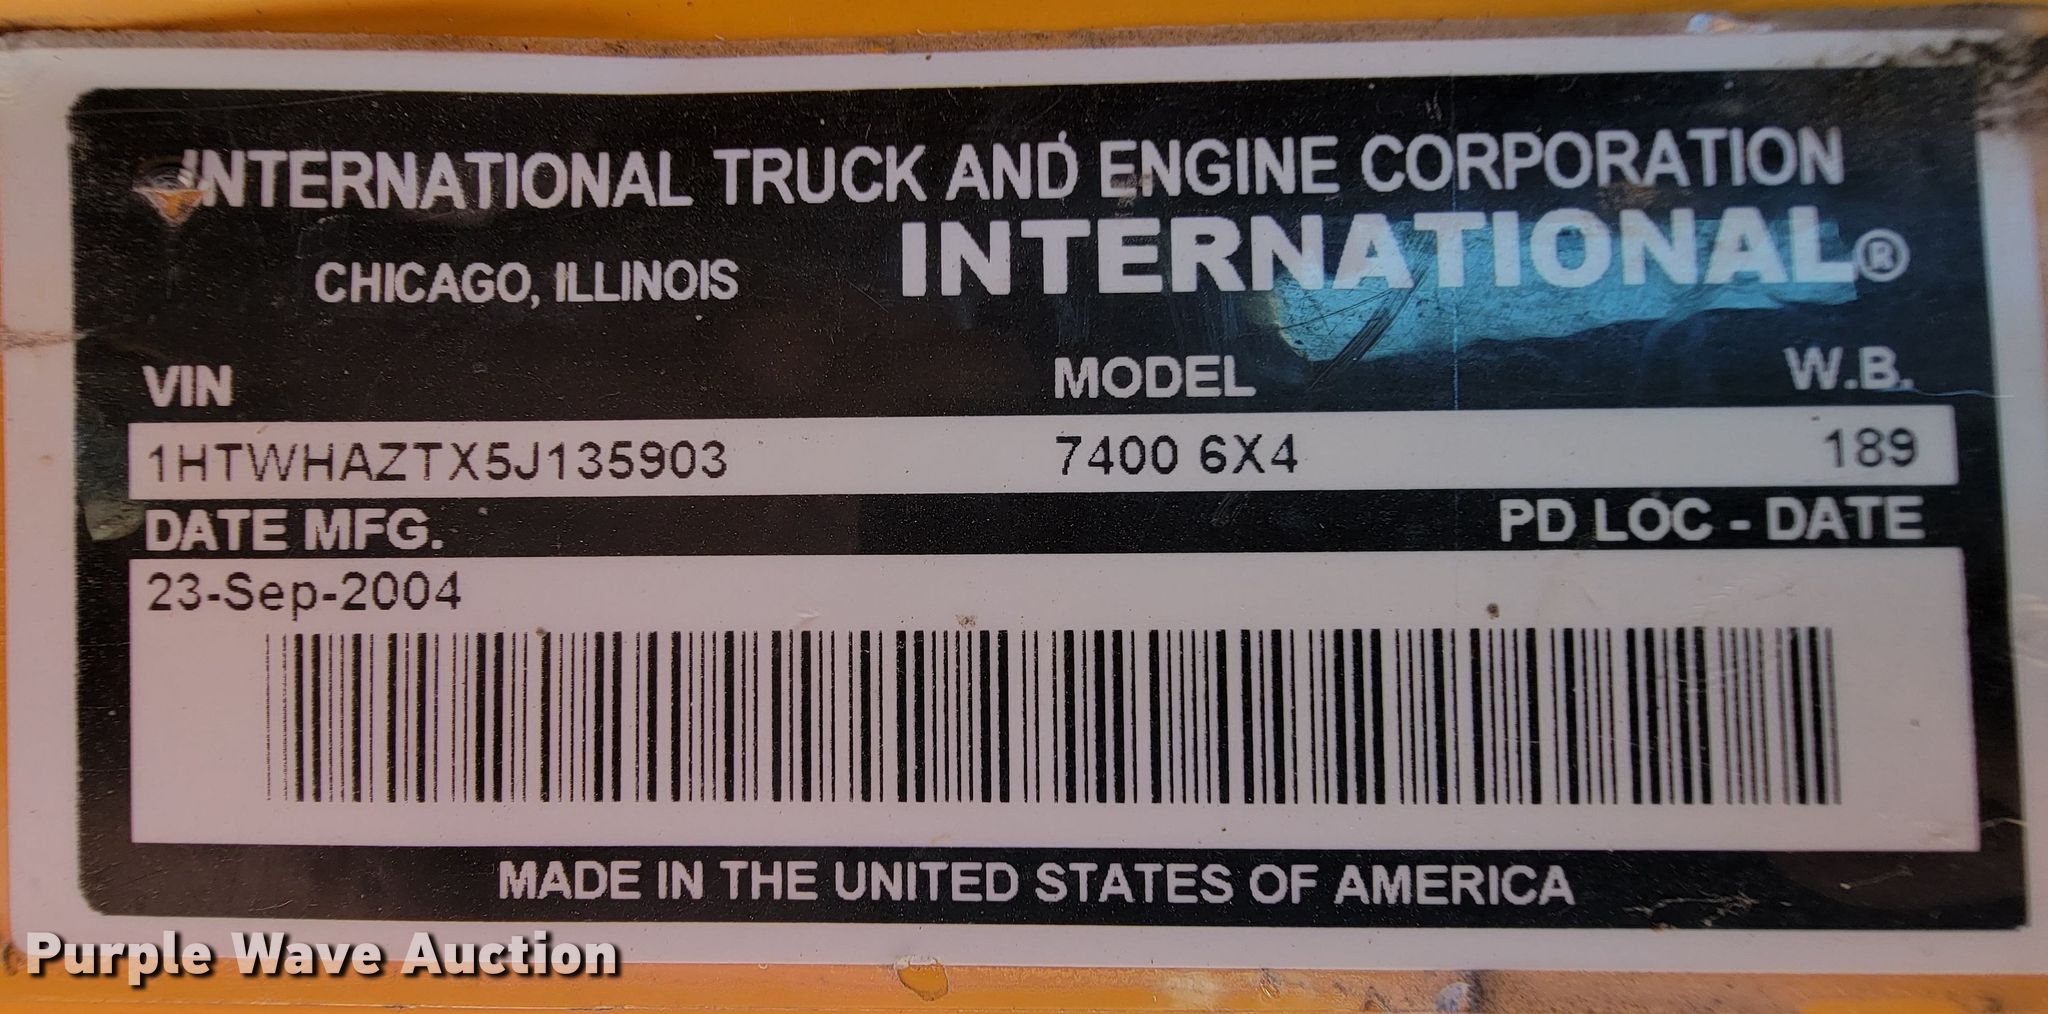 INTERNATIONAL TRUCK AND ENGINE CORPORATION
CHICAGO, ILLINOIS INTERNATIONAL®
VIN MODEL W.B.
1HTWHAZTX5J135903 7400 6X4 189
DATE MFG. PD LOC - DATE
23-Sep-2004
MADE IN THE UNITED STATES OF AMERICA
Purple Wave Auction